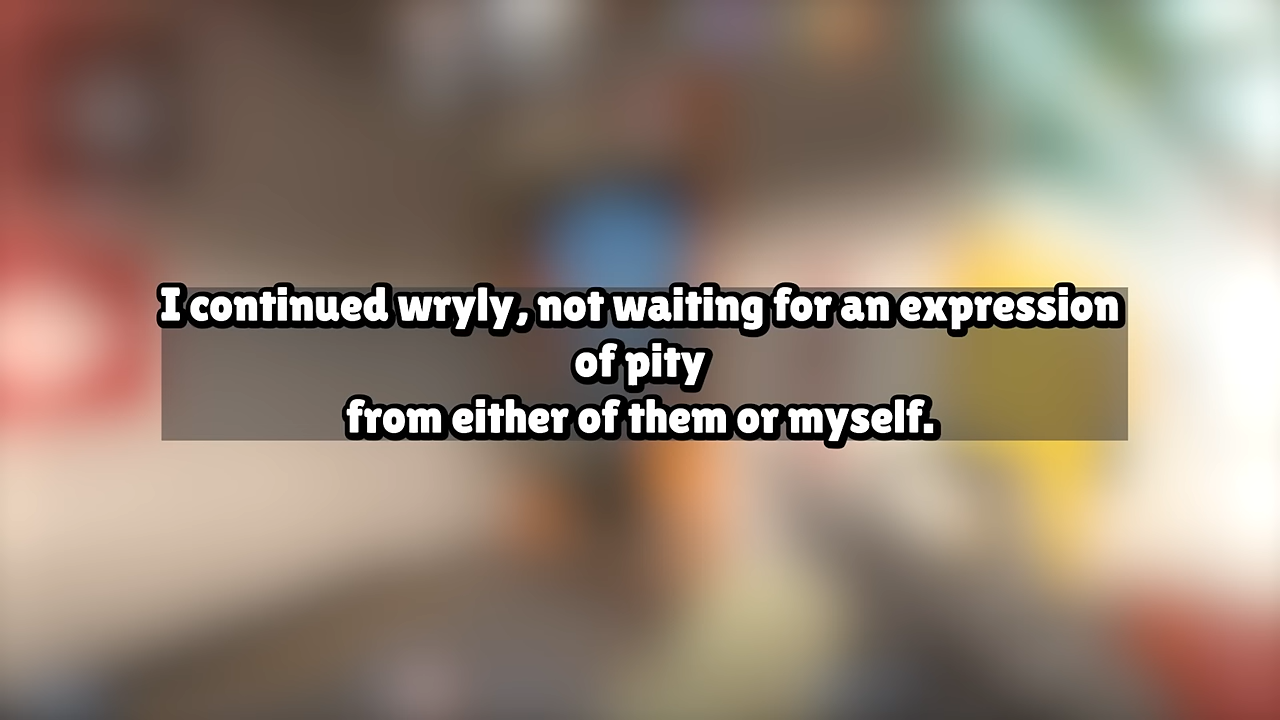 I continued wryly, not waiting for an expression
of pity
from either of them or myself.